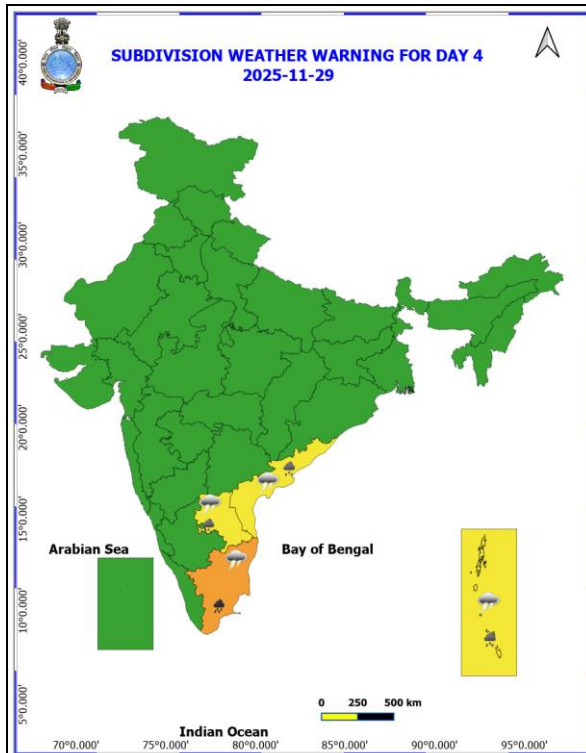 SUBDIVISION WEATHER WARNING FOR DAY 4
2025-11-29
40°0.000'
35°0.000'
30°0.000'
25°0.000'
20°0.000'
15°0.000'
10°0.000'
5°0.000'
Arabian Sea
Bay of Bengal
0 250 500 km
Indian Ocean
70°0.000' 75°0.000' 80°0.000' 85°0.000' 90°0.000' 95°0.000'